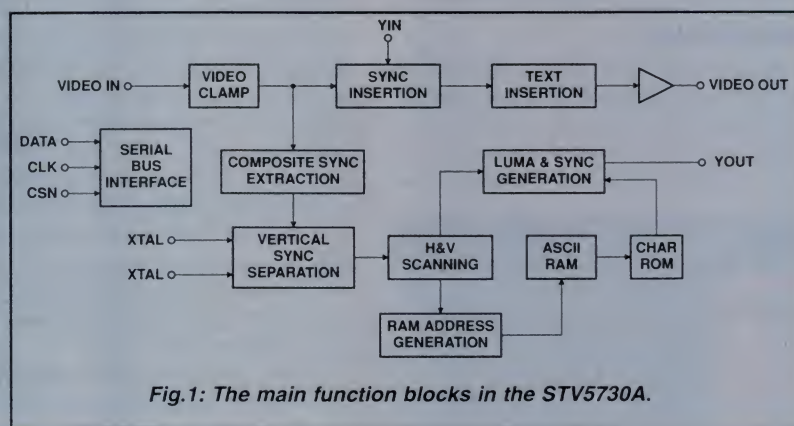 YIN
VIDEO IN
VIDEO
CLAMP
SYNC
INSERTION
TEXT
INSERTION
VIDEO OUT
DATA
CLK
CSN
SERIAL
BUS
INTERFACE
COMPOSITE SYNC
EXTRACTION
LUMA & SYNC
GENERATION
YOUT
XTAL
XTAL
VERTICAL
SYNC
SEPARATION
H&V
SCANNING
ASCII
RAM
CHAR
ROM
RAM ADDRESS
GENERATION
Fig.1: The main function blocks in the STV5730A.